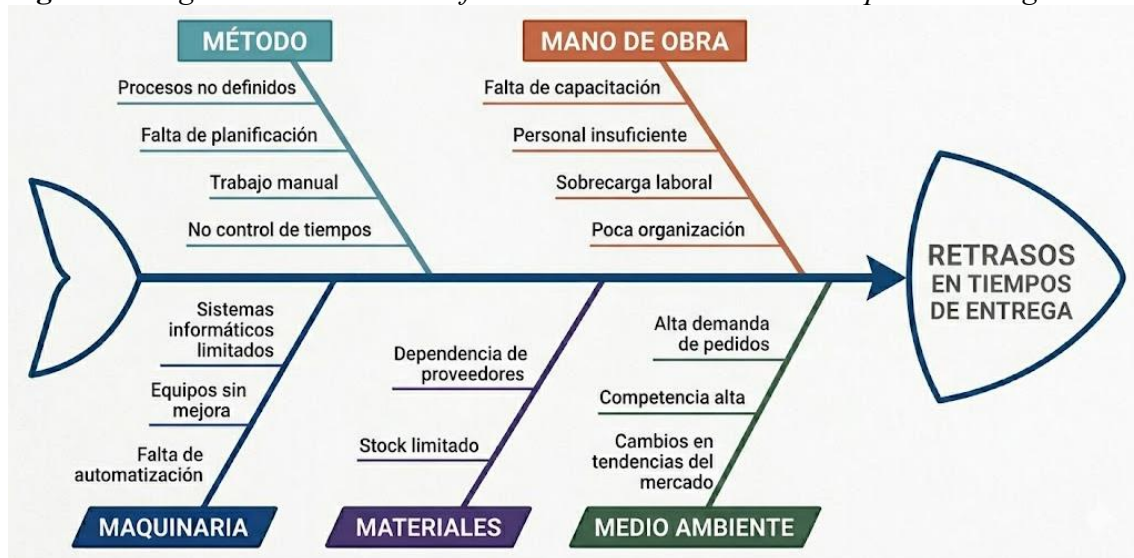 MÉTODO
Procesos no definidos
Falta de planificación
Trabajo manual
No control de tiempos
MANO DE OBRA
Falta de capacitación
Personal insuficiente
Sobrecarga laboral
Poca organización
RETRASOS
EN TIEMPOS
DE ENTREGA
Sistemas
informáticos
limitados
Equipos sin
mejora
Falta de
automatización
MAQUINARIA
Dependencia de
proveedores
Stock limitado
MATERIALES
Alta demanda
de pedidos
Competencia alta
Cambios en
tendencias del
mercado
MEDIO AMBIENTE